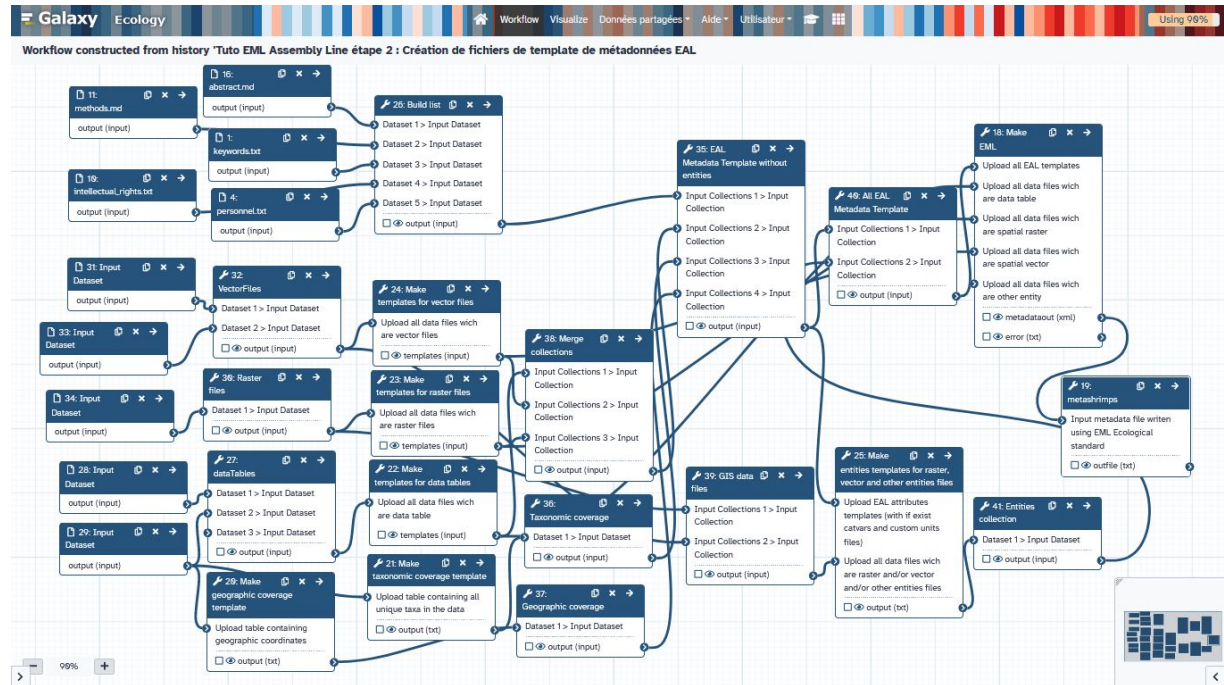 Galaxy Ecology
Workflow Visualize Données partagées Aide Utilisateur
Using 90%
Workflow constructed from history 'Tuto EML Assembly Line étape 2 : Création de fichiers de template de métadonnées EAL
16:
abstract.md
output (input)
11:
methods.md
output (input)
1:
keywords.txt
10:
intellectual_rights.txt
output (input)
4:
personnel.txt
output (input)
26: Build list
Dataset 1 > Input Dataset
Dataset 2 > Input Dataset
Dataset 3 > Input Dataset
Dataset 4 > Input Dataset
Dataset 5 > Input Dataset
output (input)
31: Input
Dataset
output (input)
33: Input
Dataset
output (input)
34: Input
Dataset
output (input)
28: Input
Dataset
output (input)
29: Input
Dataset
output (input)
32:
VectorFiles
Dataset 1 > Input Dataset
Dataset 2 > Input Dataset
output (input)
30: Raster
files
Dataset 1 > Input Dataset
output (input)
27:
dataTables
Dataset 1 > Input Dataset
Dataset 2 > Input Dataset
Dataset 3 > Input Dataset
output (input)
20: Make
geographic coverage
template
Upload table containing
geographic coordinates
output (txt)
24: Make
templates for vector files
Upload all data files wich
are vector files
templates (input)
23: Make
templates for raster files
Upload all data files wich
are raster files
templates (input)
22: Make
templates for data tables
Upload all data files wich
are data table
templates (input)
21: Make
taxonomic coverage template
Upload table containing all
unique taxa in the data
output (txt)
38: Merge
collections
Input Collections 1 > Input
Collection
Input Collections 2 > Input
Collection
Input Collections 3 > Input
Collection
output (input)
36:
Taxonomic coverage
Dataset 1 > Input Dataset
output (input)
37:
Geographic coverage
Dataset 1 > Input Dataset
output (input)
35: EAL
Metadata Template without
entities
Input Collections 1 > Input
Collection
Input Collections 2 > Input
Collection
Input Collections 3 > Input
Collection
Input Collections 4 > Input
Collection
output (input)
39: GIS data
files
Input Collections 1 > Input
Collection
Input Collections 2 > Input
Collection
output (input)
40: All EAL
Metadata Template
Input Collections 1 > Input
Collection
Input Collections 2 > Input
Collection
output (input)
25: Make
entities templates for raster,
vector and other entities files
Upload EAL attributes
templates (with if exist
catvars and custom units
files)
Upload all data files wich
are raster and/or vector
and/or other entities files
output (txt)
18: Make
EML
Upload all EAL templates
Upload all data files wich
are data table
Upload all data files wich
are spatial raster
Upload all data files wich
are spatial vector
Upload all data files wich
are other entity
metadataout (xml)
error (txt)
19:
metashrimps
Input metadata file writen
using EML Ecological
standard
outfile (txt)
41: Entities
collection
Dataset 1 > Input Dataset
output (input)
90%